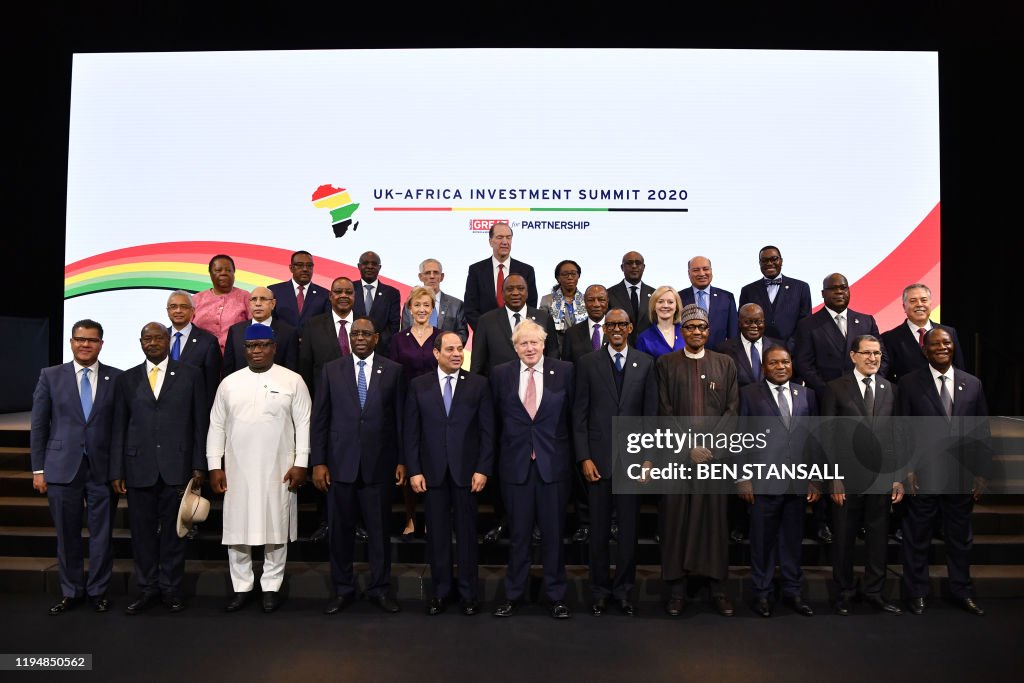 UK–AFRICA INVESTMENT SUMMIT 2020
GREAT for PARTNERSHIP
gettyimages®
Credit: BEN STANSALL
1194850562